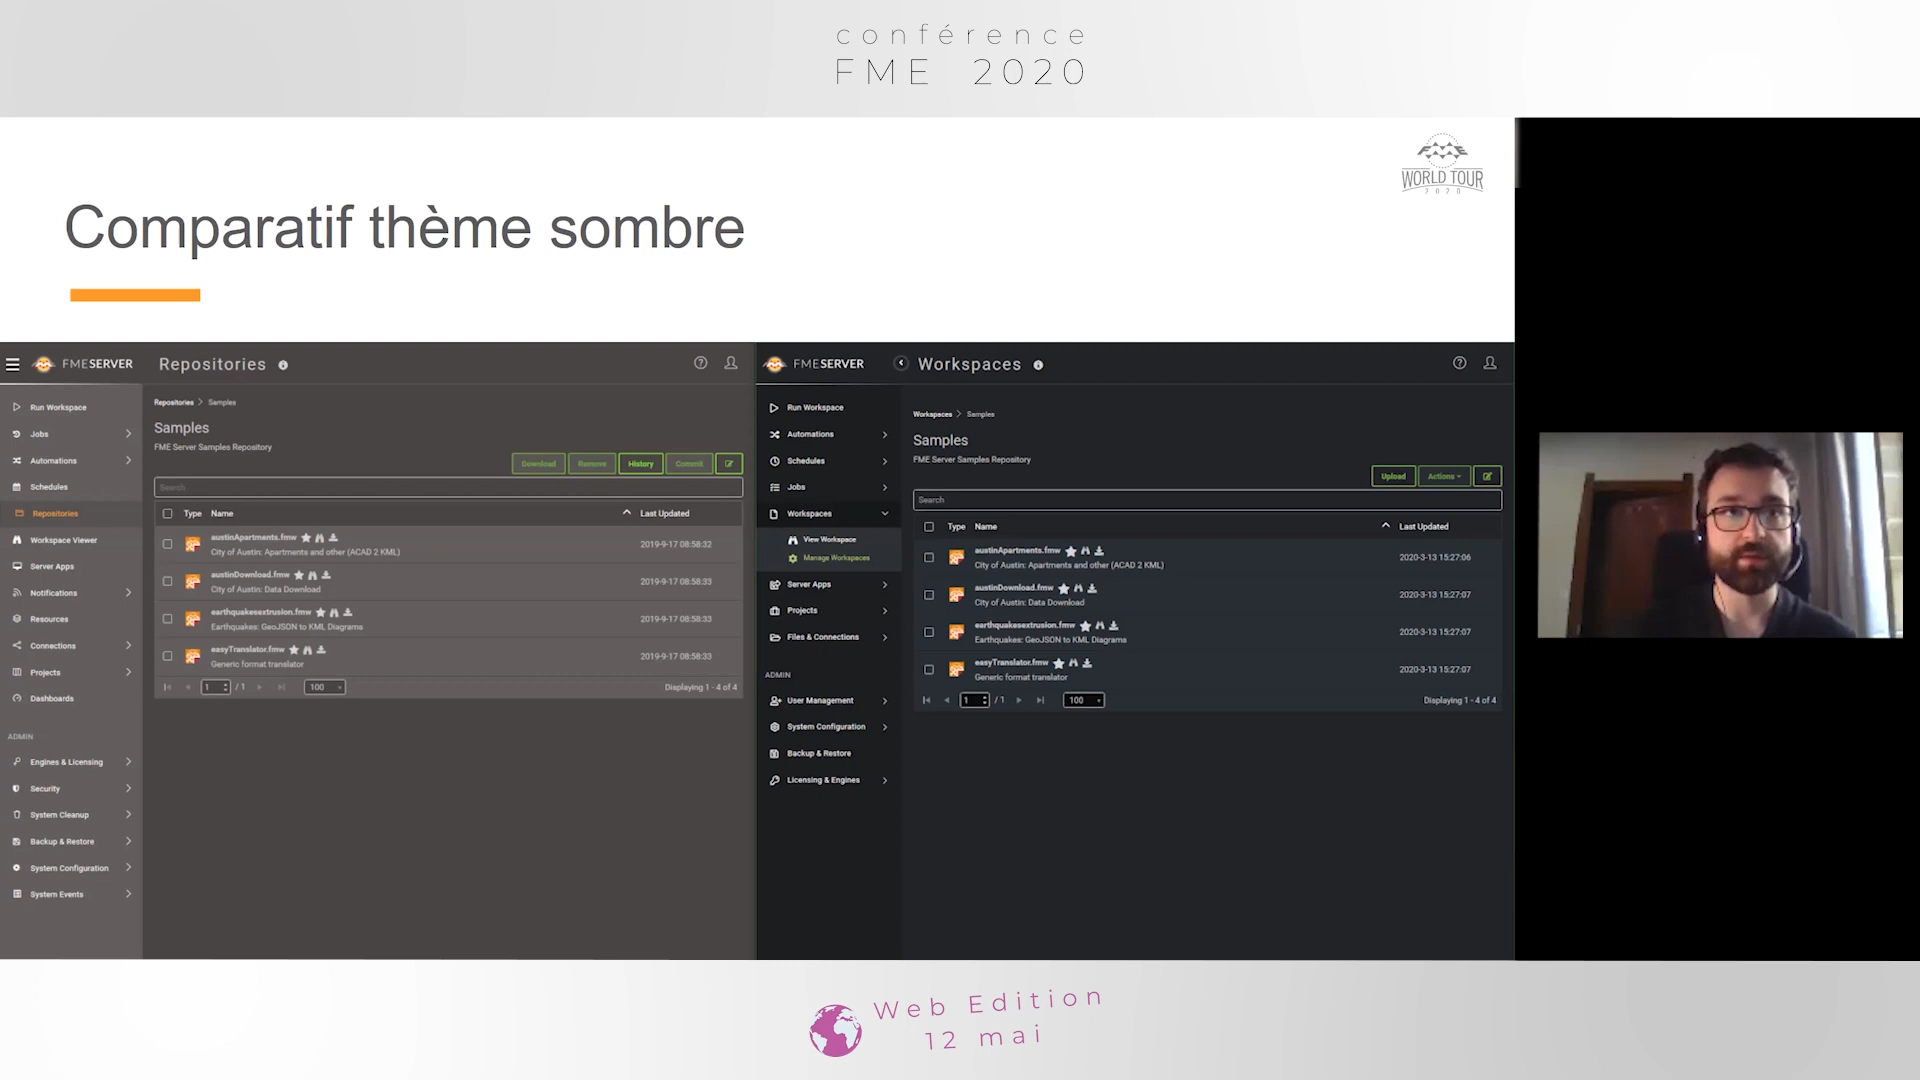 conférence
FME 2020
WORLD TOUR
2020
Comparatif thème sombre
FMESERVER
Repositories
Run Workspace
Jobs
Automations
Schedules
Repositories
Workspace Viewer
Server Apps
Notifications
Resources
Connections
Projects
Dashboards
ADMIN
Engines & Licensing
Security
System Cleanup
Backup & Restore
System Configuration
System Events
Repositories > Samples
Samples
FME Server Samples Repository
Download Remove History Commit
Search
Type Name Last Updated
austinApartments.fmw 2019-9-17 08:58:32
City of Austin: Apartments and other (ACAD 2 KML)
austinDownload.fmw 2019-9-17 08:58:33
City of Austin: Data Download
earthquakesextrusion.fmw 2019-9-17 08:58:33
Earthquakes: GeoJSON to KML Diagrams
easyTranslator.fmw 2019-9-17 08:58:33
Generic format translator
1 / 1 100 Displaying 1 - 4 of 4
FMESERVER
Workspaces
Run Workspace
Automations
Schedules
Jobs
Workspaces
View Workspace
Manage Workspaces
Server Apps
Projects
Files & Connections
ADMIN
User Management
System Configuration
Backup & Restore
Licensing & Engines
Workspaces > Samples
Samples
FME Server Samples Repository
Upload Actions
Search
Type Name Last Updated
austinApartments.fmw 2020-3-13 15:27:06
City of Austin: Apartments and other (ACAD 2 KML)
austinDownload.fmw 2020-3-13 15:27:07
City of Austin: Data Download
earthquakesextrusion.fmw 2020-3-13 15:27:07
Earthquakes: GeoJSON to KML Diagrams
easyTranslator.fmw 2020-3-13 15:27:07
Generic format translator
1 / 1 100 Displaying 1 - 4 of 4
Web Edition
12 mai